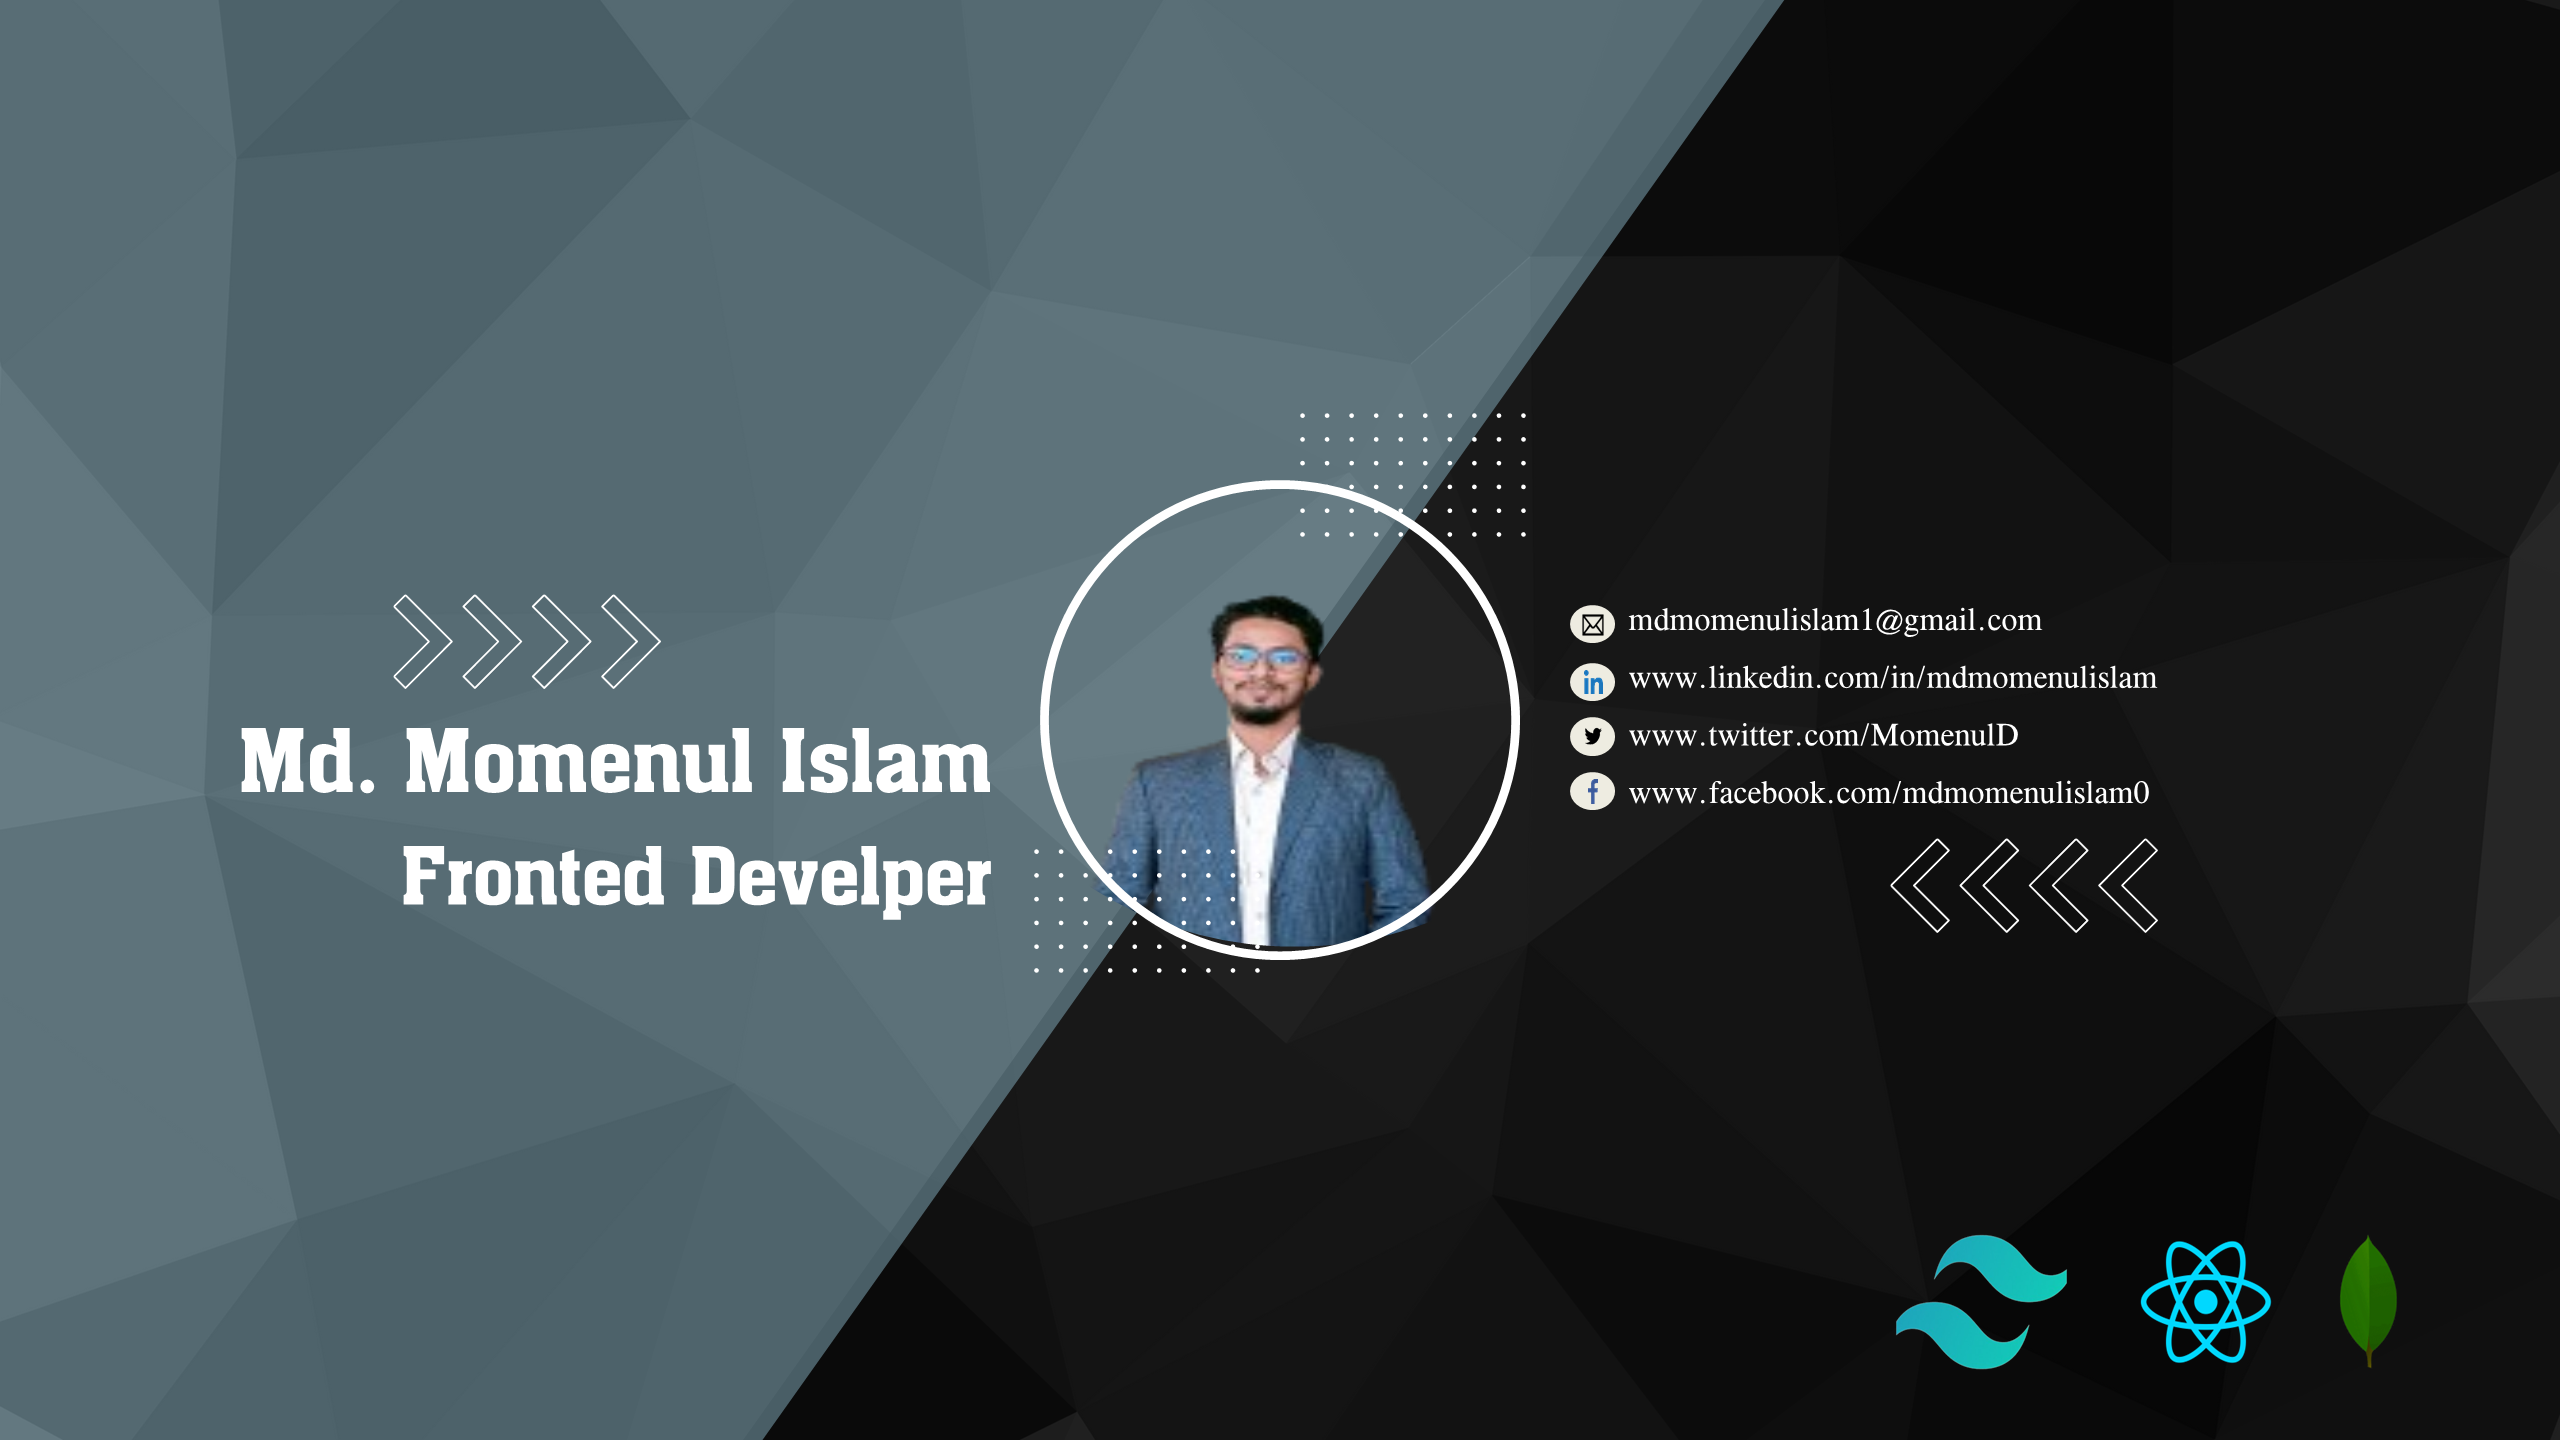 Md. Momenul Islam
Fronted Develper
mdmomenulislam1@gmail.com
www.linkedin.com/in/mdmomenulislam
www.twitter.com/MomenulD
www.facebook.com/mdmomenulislam0